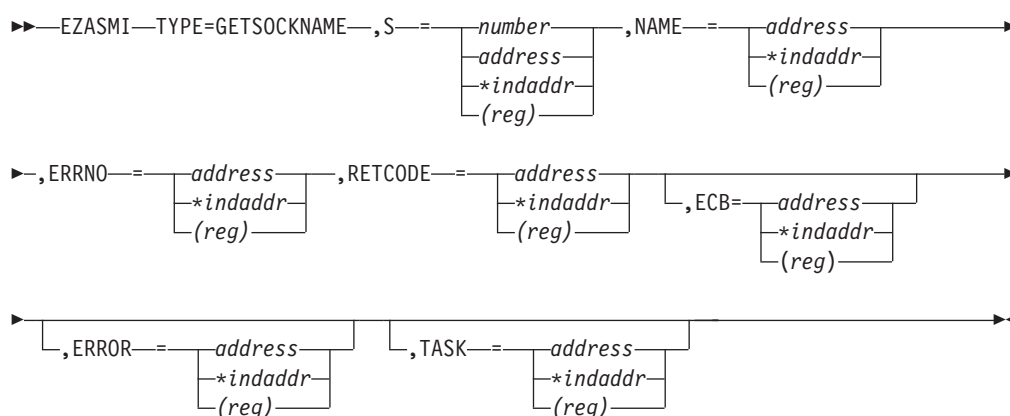 EZASMI TYPE=GETSOCKNAME ,S = number ,NAME = address
address *indaddr
*indaddr (reg)
(reg)
,ERRNO = address ,RETCODE = address ,ECB= address
*indaddr *indaddr *indaddr
(reg) (reg) (reg)
,ERROR = address ,TASK = address
*indaddr *indaddr
(reg) (reg)